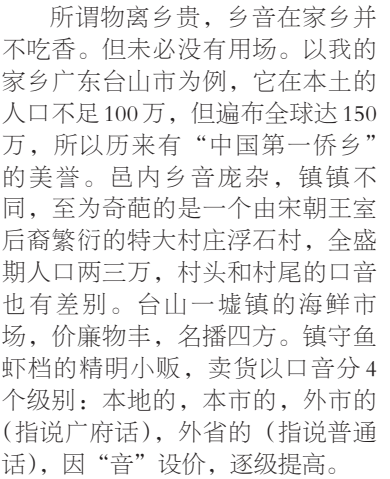 所谓物离乡贵，乡音在家乡并
不吃香。但未必没有用场。以我的
家乡广东台山市为例，它在本土的
人口不足100万，但遍布全球达150
万，所以历来有“中国第一侨乡”
的美誉。邑内乡音庞杂，镇镇不
同，至为奇葩的是一个由宋朝王室
后裔繁衍的特大村庄浮石村，全盛
期人口两三万，村头和村尾的口音
也有差别。台山一墟镇的海鲜市
场，价廉物丰，名播四方。镇守鱼
虾档的精明小贩，卖货以口音分4
个级别：本地的，本市的，外市的
(指说广府话)，外省的（指说普通
话)，因“音”设价，逐级提高。